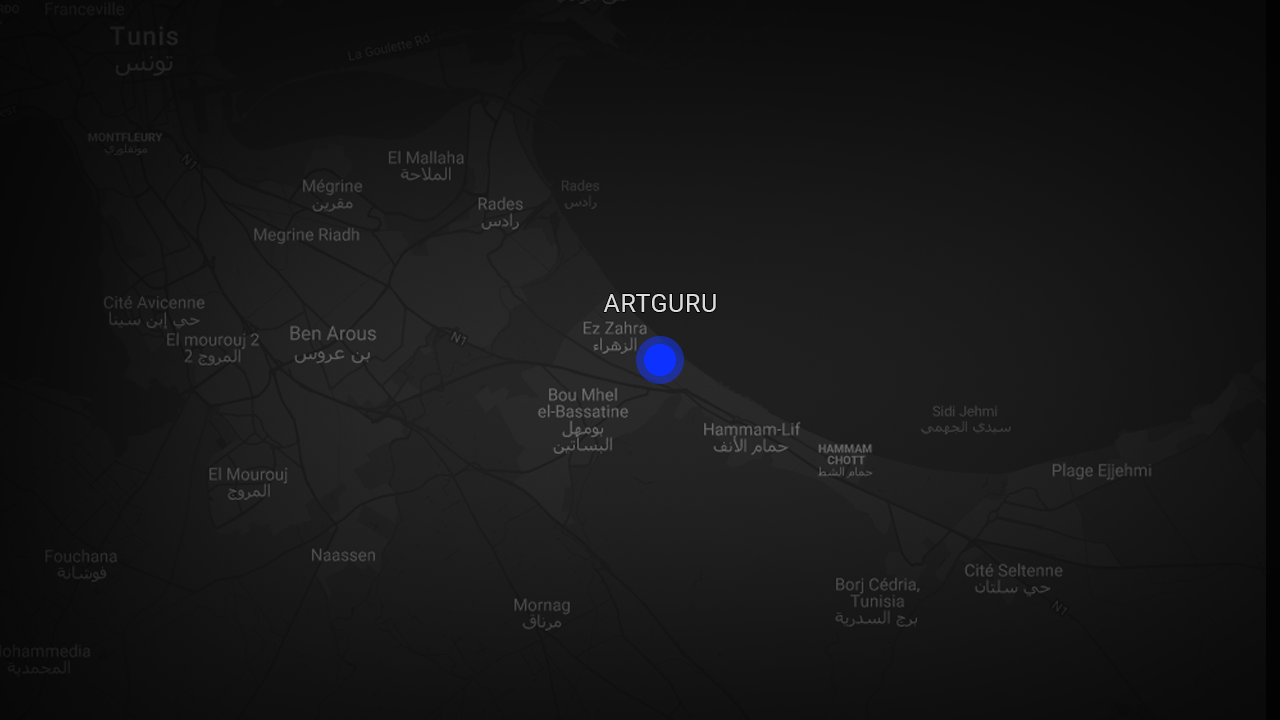 Franceville
Tunis
تونس
La Goulette Rd
MONTFLEURY
مونفلوري
N1
El Mallaha
الملاحة
Mégrine
مقرين
Rades
رادس
Rades
رادس
Megrine Riadh
Cité Avicenne
حي إبن سينا
El mourouj 2
المروج 2
Ben Arous
بن عروس
N1
ARTGURU
Ez Zahra
الزهراء
Bou Mhel
el-Bassatine
بومهل
البساتين
Hammam-Lif
حمام الأنف
HAMMAM
CHOTT
حمام الشط
Sidi Jehmi
سيدي الجهمي
Plage Ejjehmi
El Mourouj
المروج
Fouchana
فوشانة
Naassen
Mornag
مرناق
Borj Cédria,
Tunisia
برج السدرية
Cité Seltenne
حي سلتان
N1
ohammedia
المحمدية